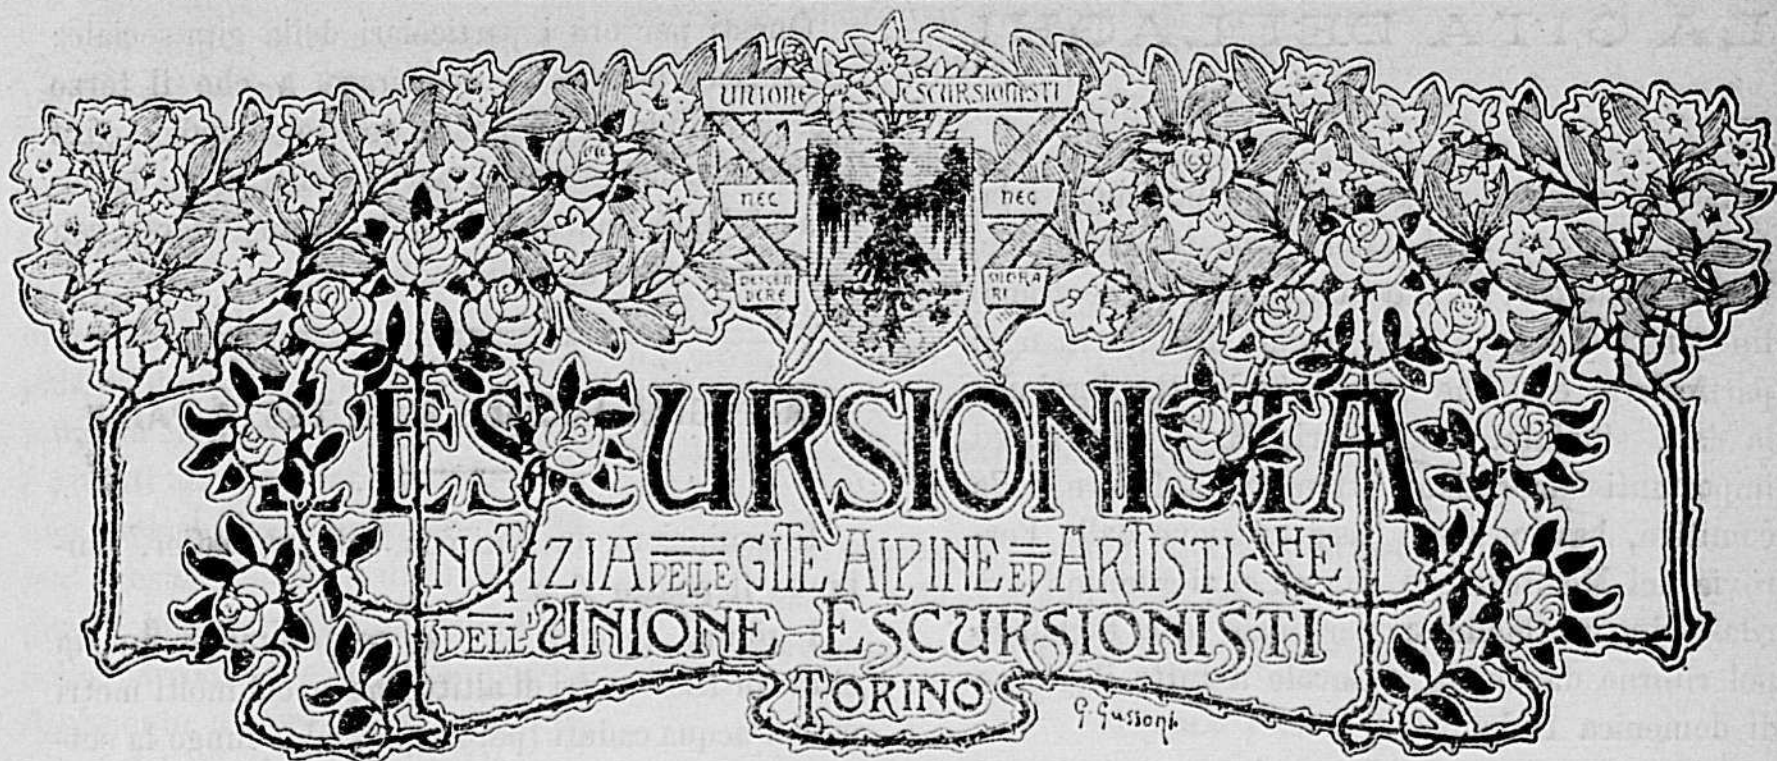 UNIONE ESCURSIONISTI
NEC NEC
DESCEN
DERE
MORA
RI
L'ESCURSIONISTA
NOTIZIA DELLE GITE ALPINE ED ARTISTICHE
DELL'UNIONE ESCURSIONISTI
TORINO
G. Gussoni